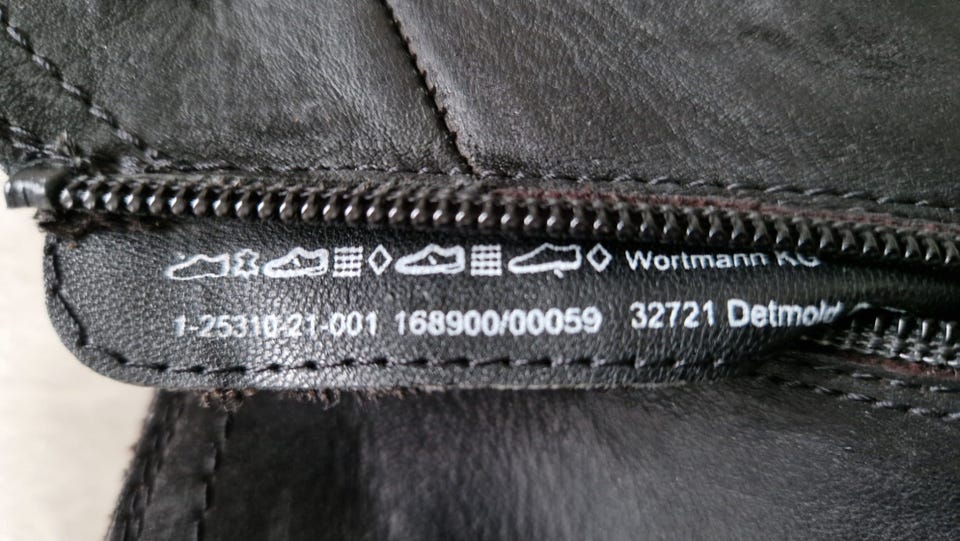 Wortmann KG
1-25310-21-001 168900/00059 32721 Detmold